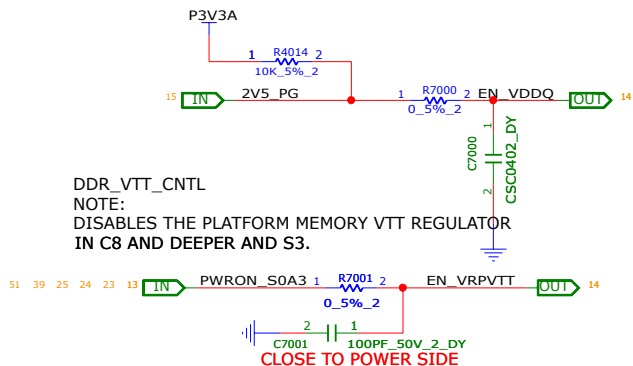 P3V3A
1 R4014 2
10K_5%_2
15 IN 2V5_PG 1 R7000 2 EN_VDDQ OUT 14
0_5%_2
1
C7000
CSC0402_DY
2
DDR_VTT_CNTL
NOTE:
DISABLES THE PLATFORM MEMORY VTT REGULATOR
IN C8 AND DEEPER AND S3.
51 39 25 24 23 13 IN PWRON_S0A3 1 R7001 2 EN_VRPVTT OUT 14
0_5%_2
2 1
C7001 100PF_50V_2_DY
CLOSE TO POWER SIDE